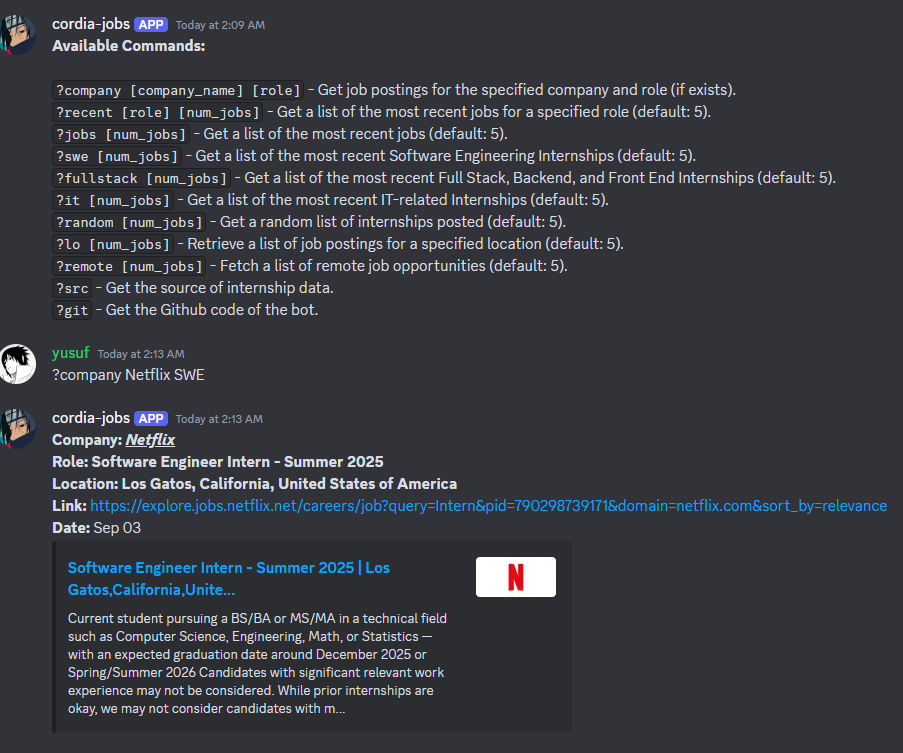 cordia-jobs APP Today at 2:09 AM
Available Commands:
?company [company_name] [role] - Get job postings for the specified company and role (if exists).
?recent [role] [num_jobs] - Get a list of the most recent jobs for a specified role (default: 5).
?jobs [num_jobs] - Get a list of the most recent jobs (default: 5).
?swe [num_jobs] - Get a list of the most recent Software Engineering Internships (default: 5).
?fullstack [num_jobs] - Get a list of the most recent Full Stack, Backend, and Front End Internships (default: 5).
?it [num_jobs] - Get a list of the most recent IT-related Internships (default: 5).
?random [num_jobs] - Get a random list of internships posted (default: 5).
?lo [num_jobs] - Retrieve a list of job postings for a specified location (default: 5).
?remote [num_jobs] - Fetch a list of remote job opportunities (default: 5).
?src - Get the source of internship data.
?git - Get the Github code of the bot.
yusuf Today at 2:13 AM
?company Netflix SWE
cordia-jobs APP Today at 2:13 AM
Company: Netflix
Role: Software Engineer Intern - Summer 2025
Location: Los Gatos, California, United States of America
Link: https://explore.jobs.netflix.net/careers/job?query=Intern&pid=790298739171&domain=netflix.com&sort_by=relevance
Date: Sep 03
Software Engineer Intern - Summer 2025 | Los
Gatos,California,Unite...
N
Current student pursuing a BS/BA or MS/MA in a technical field
such as Computer Science, Engineering, Math, or Statistics —
with an expected graduation date around December 2025 or
Spring/Summer 2026 Candidates with significant relevant work
experience may not be considered. While prior internships are
okay, we may not consider candidates with m...